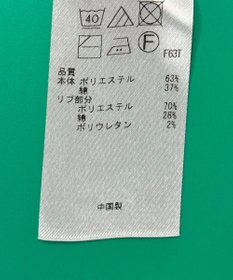 40
F F63T
品質
本体 ポリエステル 63%
綿 37%
リブ部分
ポリエステル 70%
綿 28%
ポリウレタン 2%
中国製